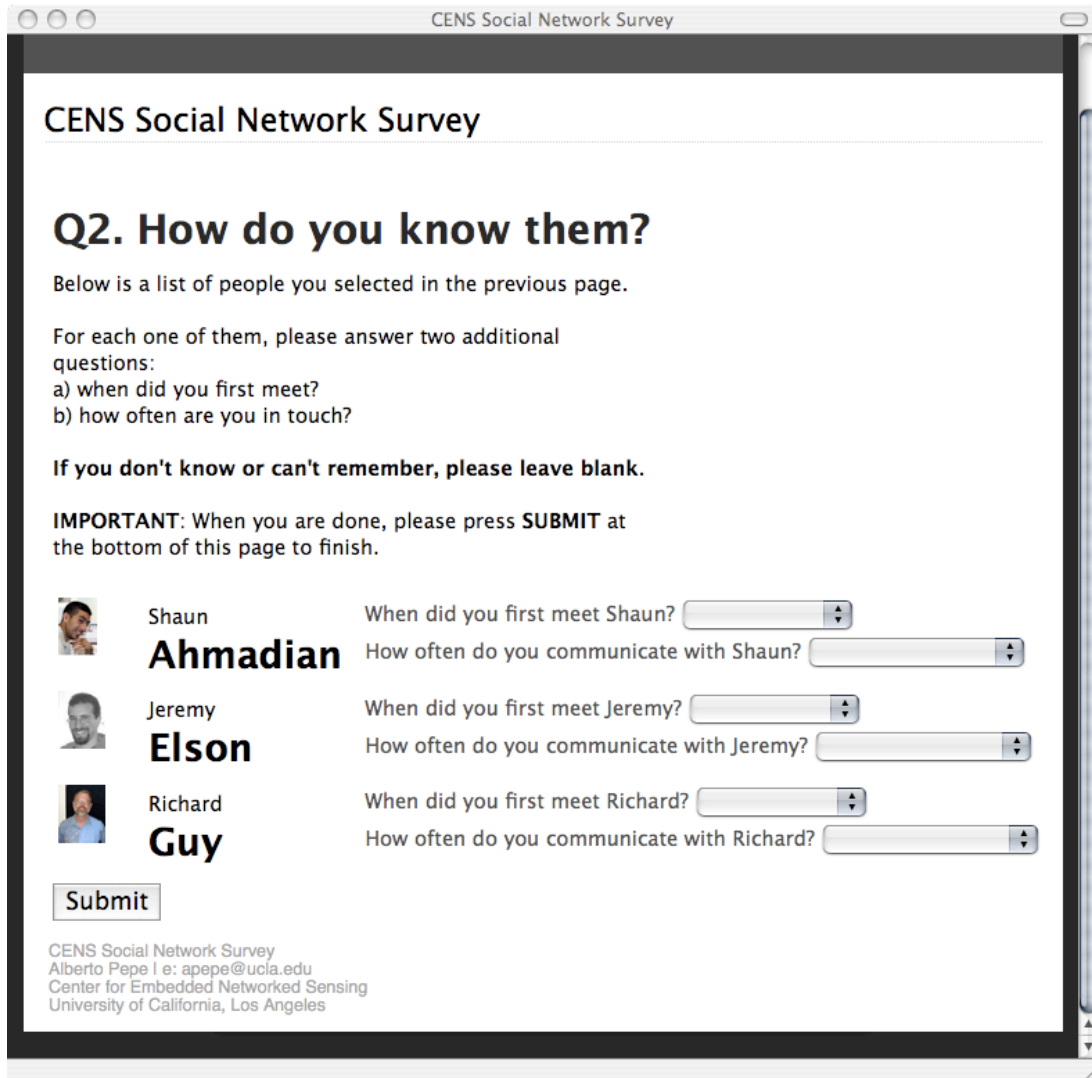 CENS Social Network Survey
CENS Social Network Survey
Q2. How do you know them?
Below is a list of people you selected in the previous page.
For each one of them, please answer two additional
questions:
a) when did you first meet?
b) how often are you in touch?
If you don't know or can't remember, please leave blank.
IMPORTANT: When you are done, please press SUBMIT at
the bottom of this page to finish.
Shaun
Ahmadian
When did you first meet Shaun?
How often do you communicate with Shaun?
Jeremy
Elson
When did you first meet Jeremy?
How often do you communicate with Jeremy?
Richard
Guy
When did you first meet Richard?
How often do you communicate with Richard?
Submit
CENS Social Network Survey
Alberto Pepe | e: apepe@ucla.edu
Center for Embedded Networked Sensing
University of California, Los Angeles